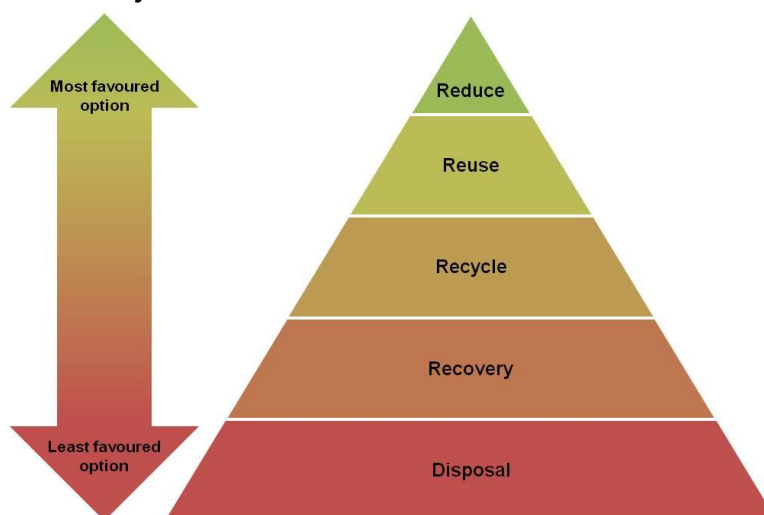 Most favoured
option
Reduce
Reuse
Recycle
Recovery
Least favoured
option
Disposal